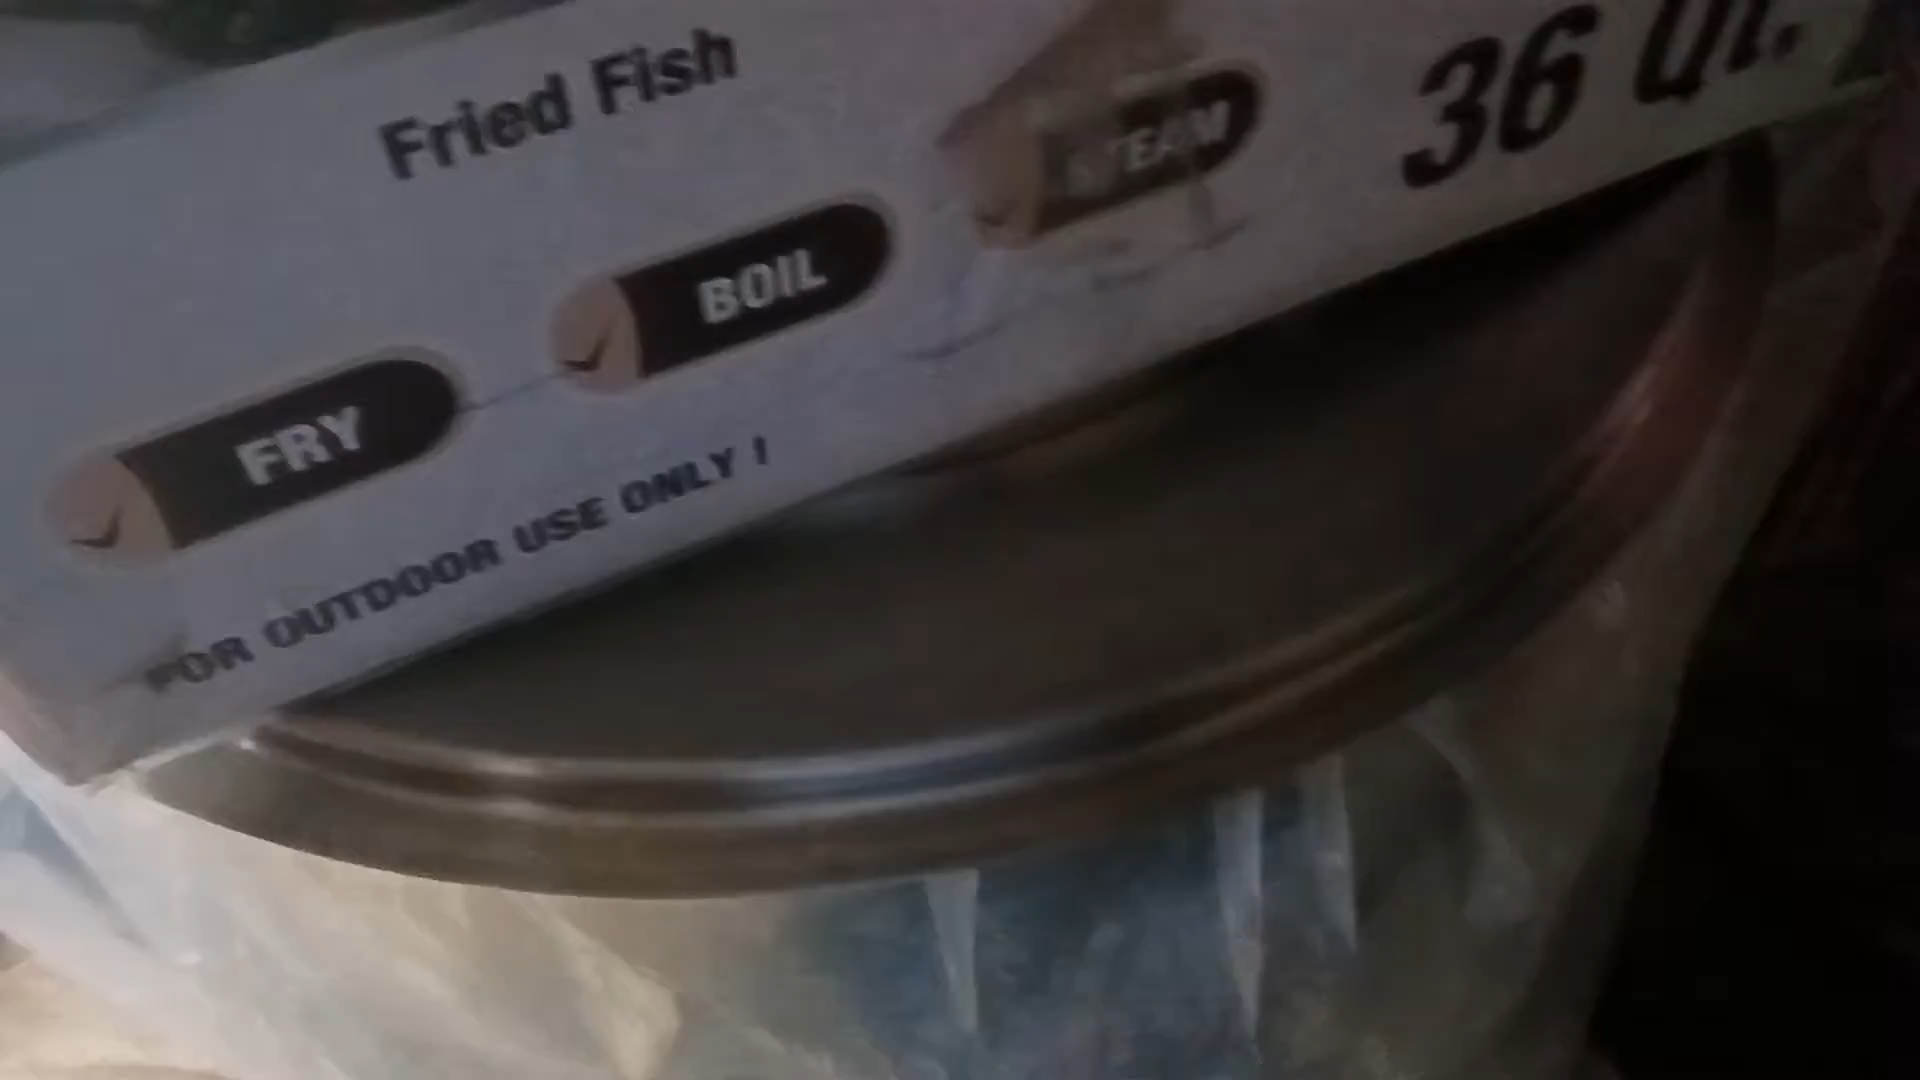 Fried Fish
36 Qt.
STEAM
BOIL
FRY
FOR OUTDOOR USE ONLY !